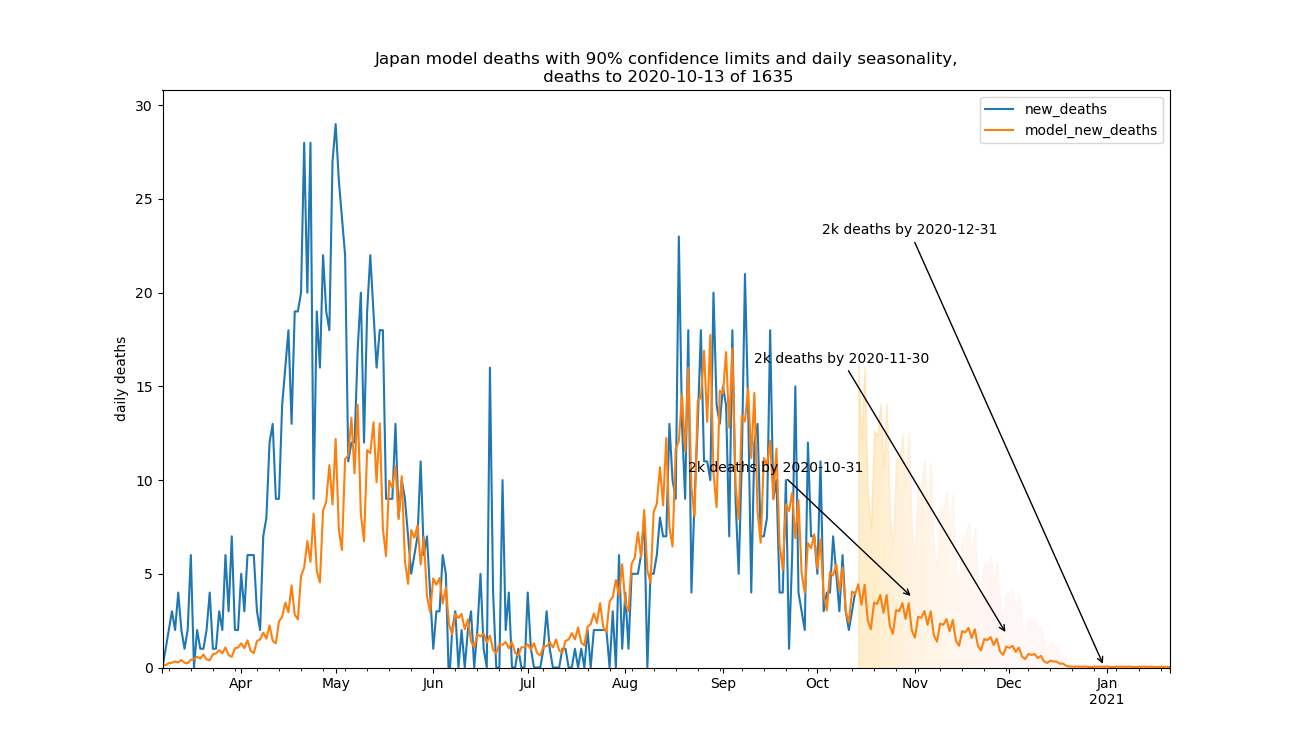 Japan model deaths with 90% confidence limits and daily seasonality,
deaths to 2020-10-13 of 1635
new_deaths
model_new_deaths
daily deaths
30
25
20
15
10
5
0
2k deaths by 2020-12-31
2k deaths by 2020-11-30
2k deaths by 2020-10-31
Apr May Jun Jul Aug Sep Oct Nov Dec Jan
2021